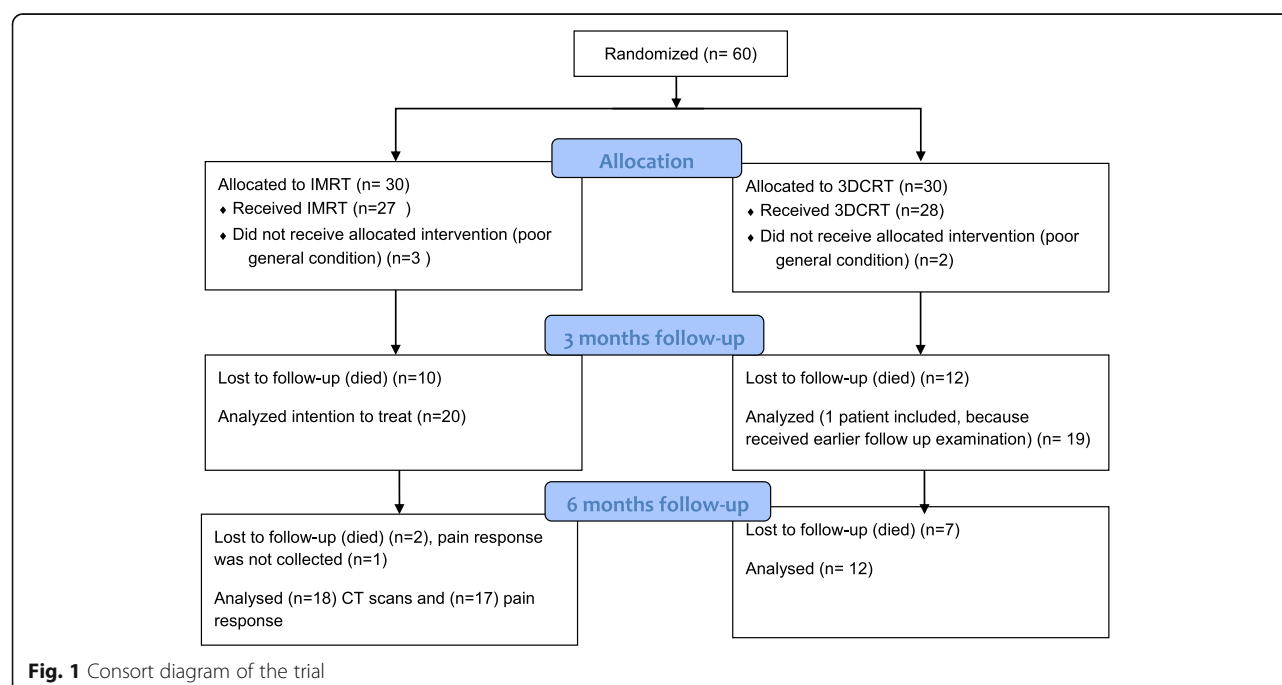 Randomized (n= 60)
Allocation
Allocated to IMRT (n= 30)
♦ Received IMRT (n=27 )
♦ Did not receive allocated intervention (poor
general condition) (n=3 )
Allocated to 3DCRT (n=30)
♦ Received 3DCRT (n=28)
♦ Did not receive allocated intervention (poor
general condition) (n=2)
3 months follow-up
Lost to follow-up (died) (n=10)
Analyzed intention to treat (n=20)
Lost to follow-up (died) (n=12)
Analyzed (1 patient included, because
received earlier follow up examination) (n= 19)
6 months follow-up
Lost to follow-up (died) (n=2), pain response
was not collected (n=1)
Analysed (n=18) CT scans and (n=17) pain
response
Lost to follow-up (died) (n=7)
Analysed (n= 12)
Fig. 1 Consort diagram of the trial